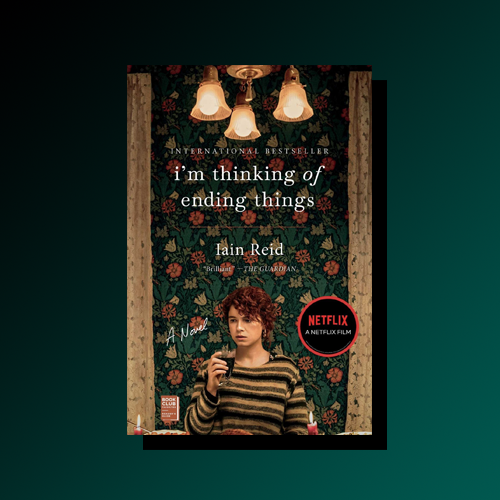 INTERNATIONAL BESTSELLER
i'm thinking of
ending things
Iain Reid
"Brilliant." —THE GUARDIAN
A Novel
NETFLIX
A NETFLIX FILM
BOOK
CLUB